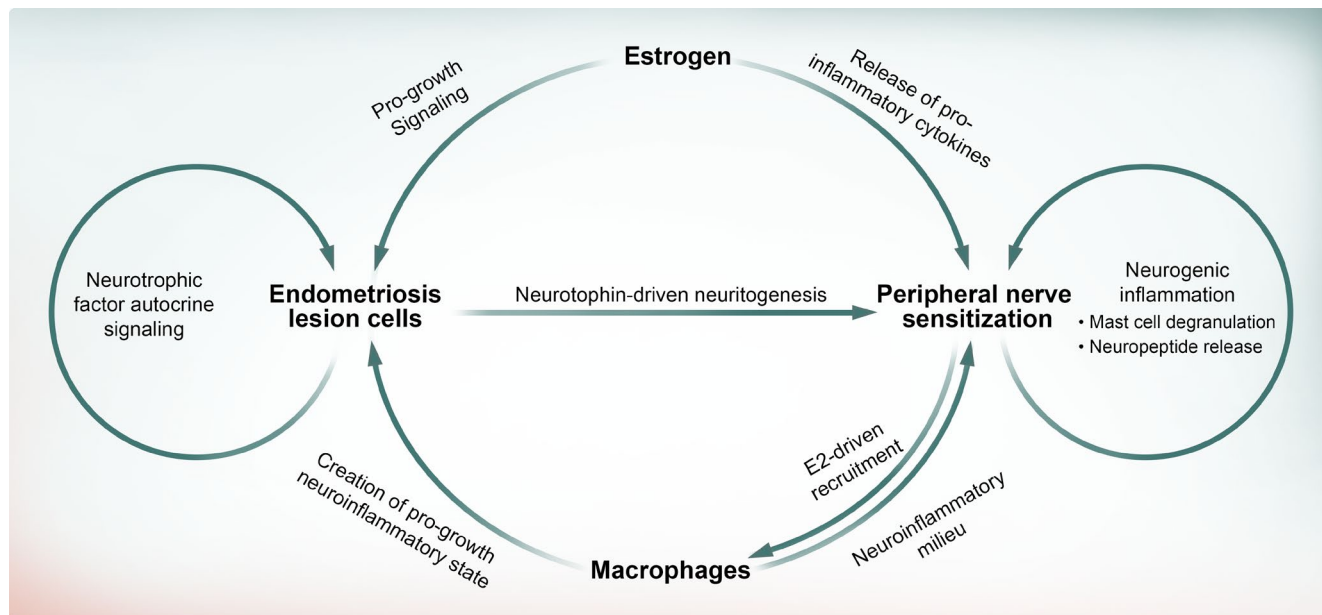 Estrogen
Pro-growth
Signaling
Release of pro-
inflammatory cytokines
Neurotrophic
factor autocrine
signaling
Endometriosis
lesion cells
Neurotophin-driven neuritogenesis
Peripheral nerve
sensitization
Neurogenic
inflammation
• Mast cell degranulation
• Neuropeptide release
Creation of pro-growth
neuroinflammatory state
E2-driven
recruitment
Neuroinflammatory
milieu
Macrophages